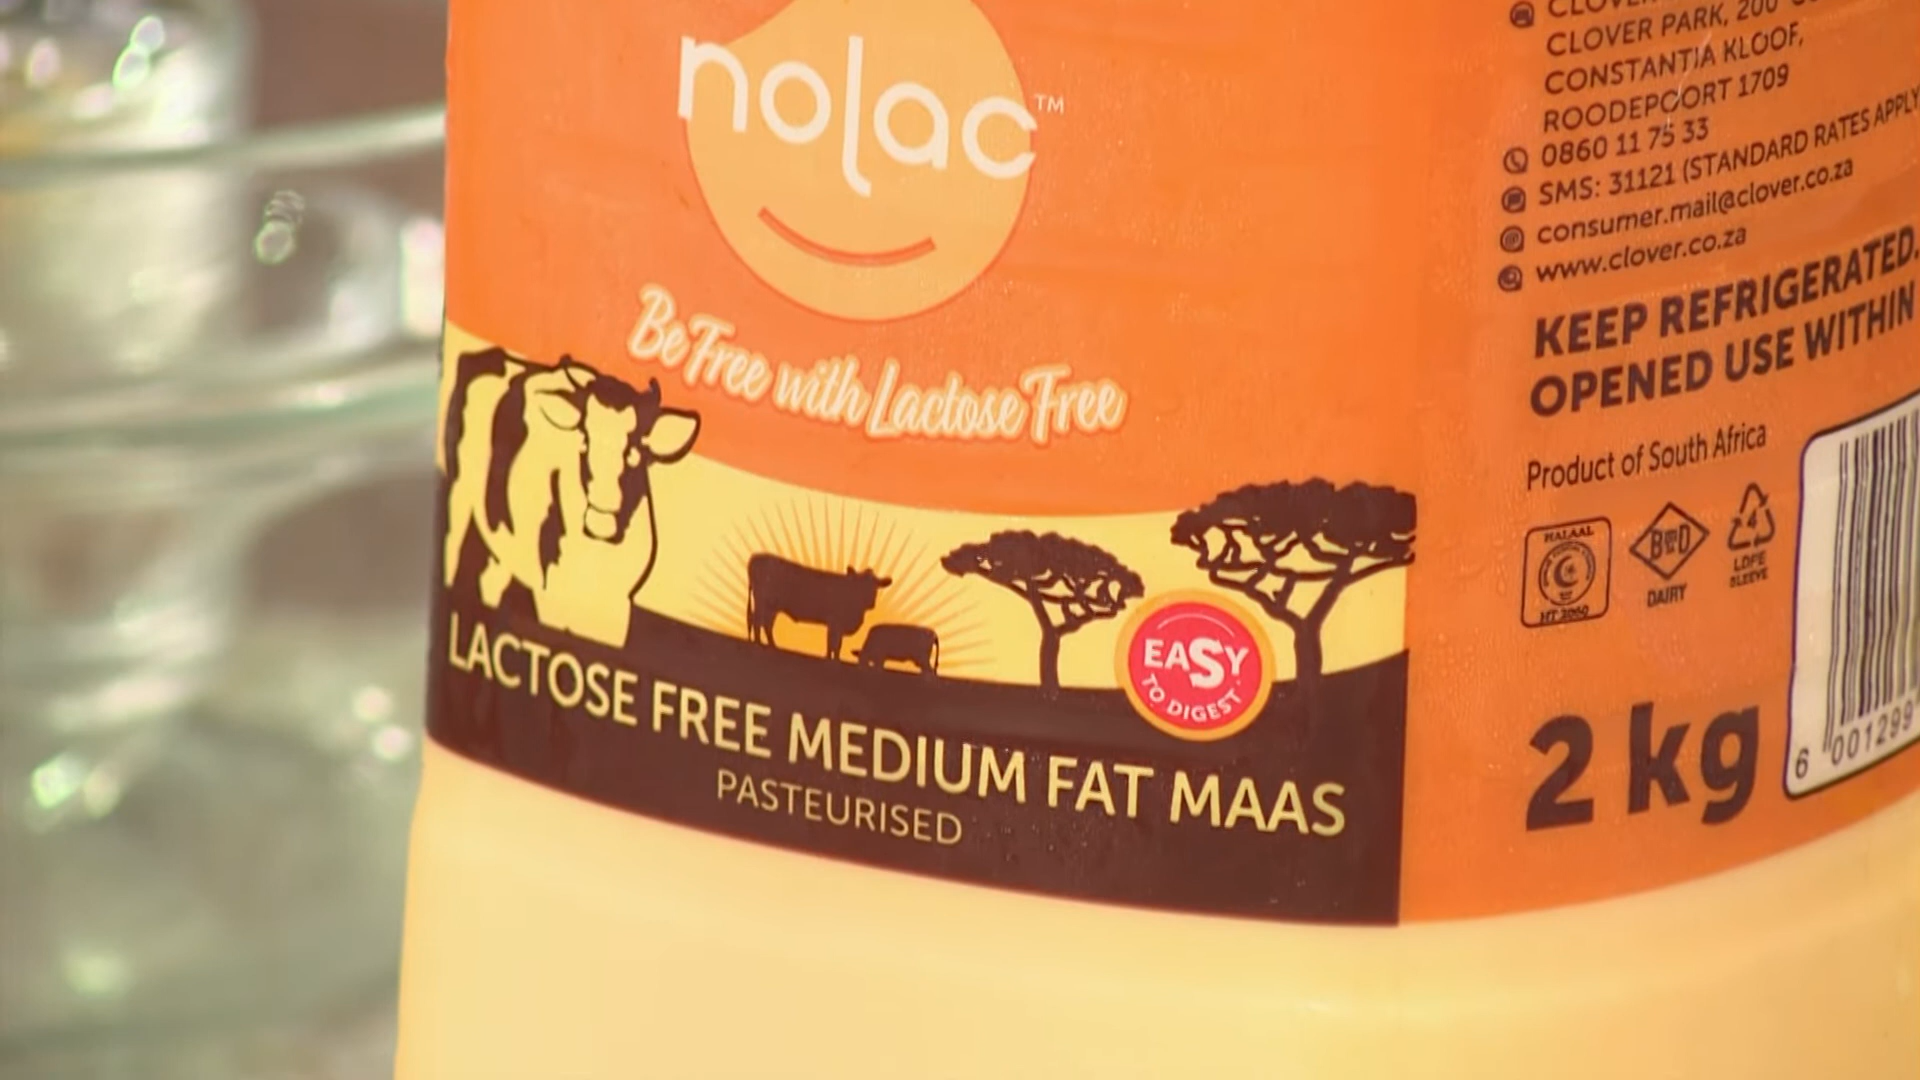 nolac™
Be Free with Lactose Free
EASY
TO DIGEST
LACTOSE FREE MEDIUM FAT MAAS
PASTEURISED
CLOVER PARK, 200
CONSTANTIA KLOOF,
ROODEPOORT 1709
0860 11 75 33
SMS: 31121 (STANDARD RATES APPLY
consumer.mail@clover.co.za
www.clover.co.za
KEEP REFRIGERATED.
OPENED USE WITHIN
Product of South Africa
HALAAL
DAIRY
4
LDPE
SLEEVE
2 kg
6 001299